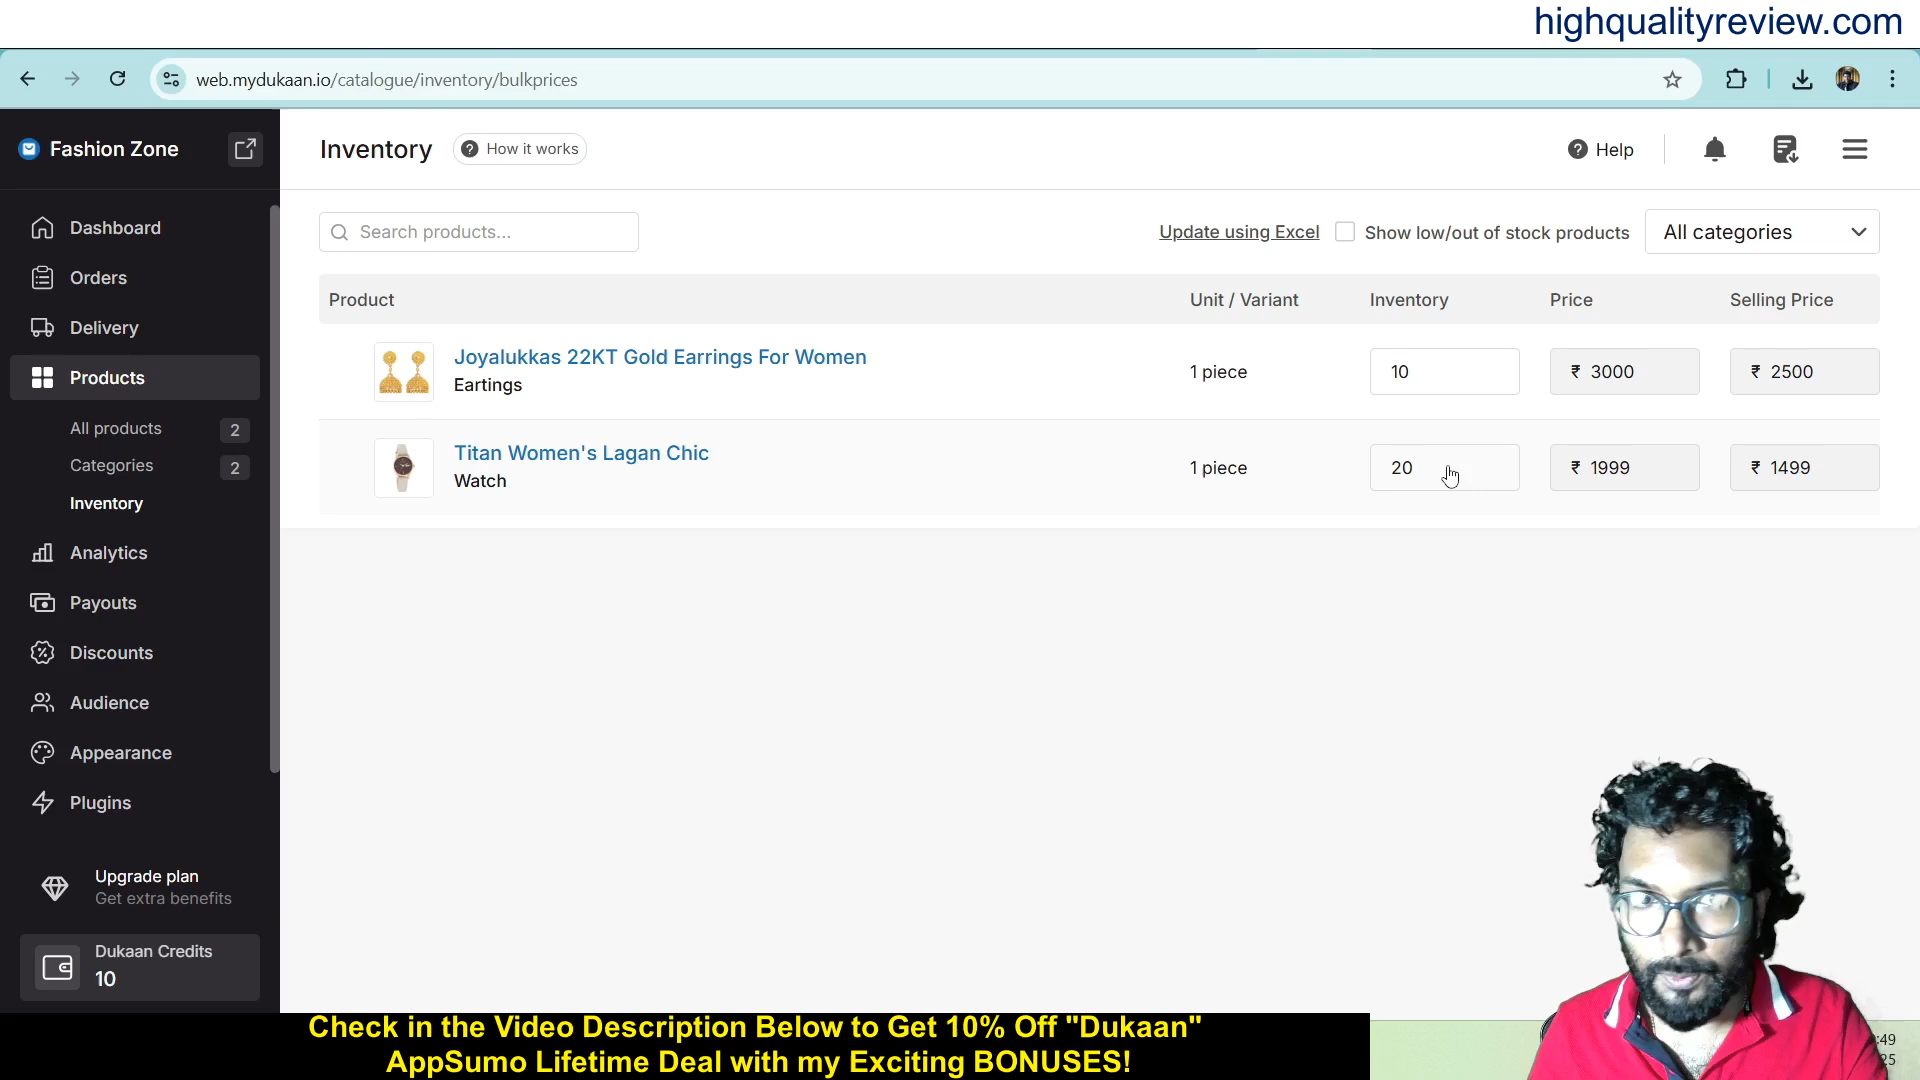 highqualityreview.com
web.mydukaan.io/catalogue/inventory/bulkprices
Fashion Zone
Inventory
How it works
Help
Dashboard
Orders
Delivery
Products
All products 2
Categories 2
Inventory
Analytics
Payouts
Discounts
Audience
Appearance
Plugins
Upgrade plan
Get extra benefits
Dukaan Credits
10
Search products...
Update using Excel
Show low/out of stock products
All categories
Product Unit / Variant Inventory Price Selling Price
Joyalukkas 22KT Gold Earrings For Women
Eartings
1 piece 10 ₹ 3000 ₹ 2500
Titan Women's Lagan Chic
Watch
1 piece 20 ₹ 1999 ₹ 1499
Check in the Video Description Below to Get 10% Off "Dukaan"
AppSumo Lifetime Deal with my Exciting BONUSES!
:49
25